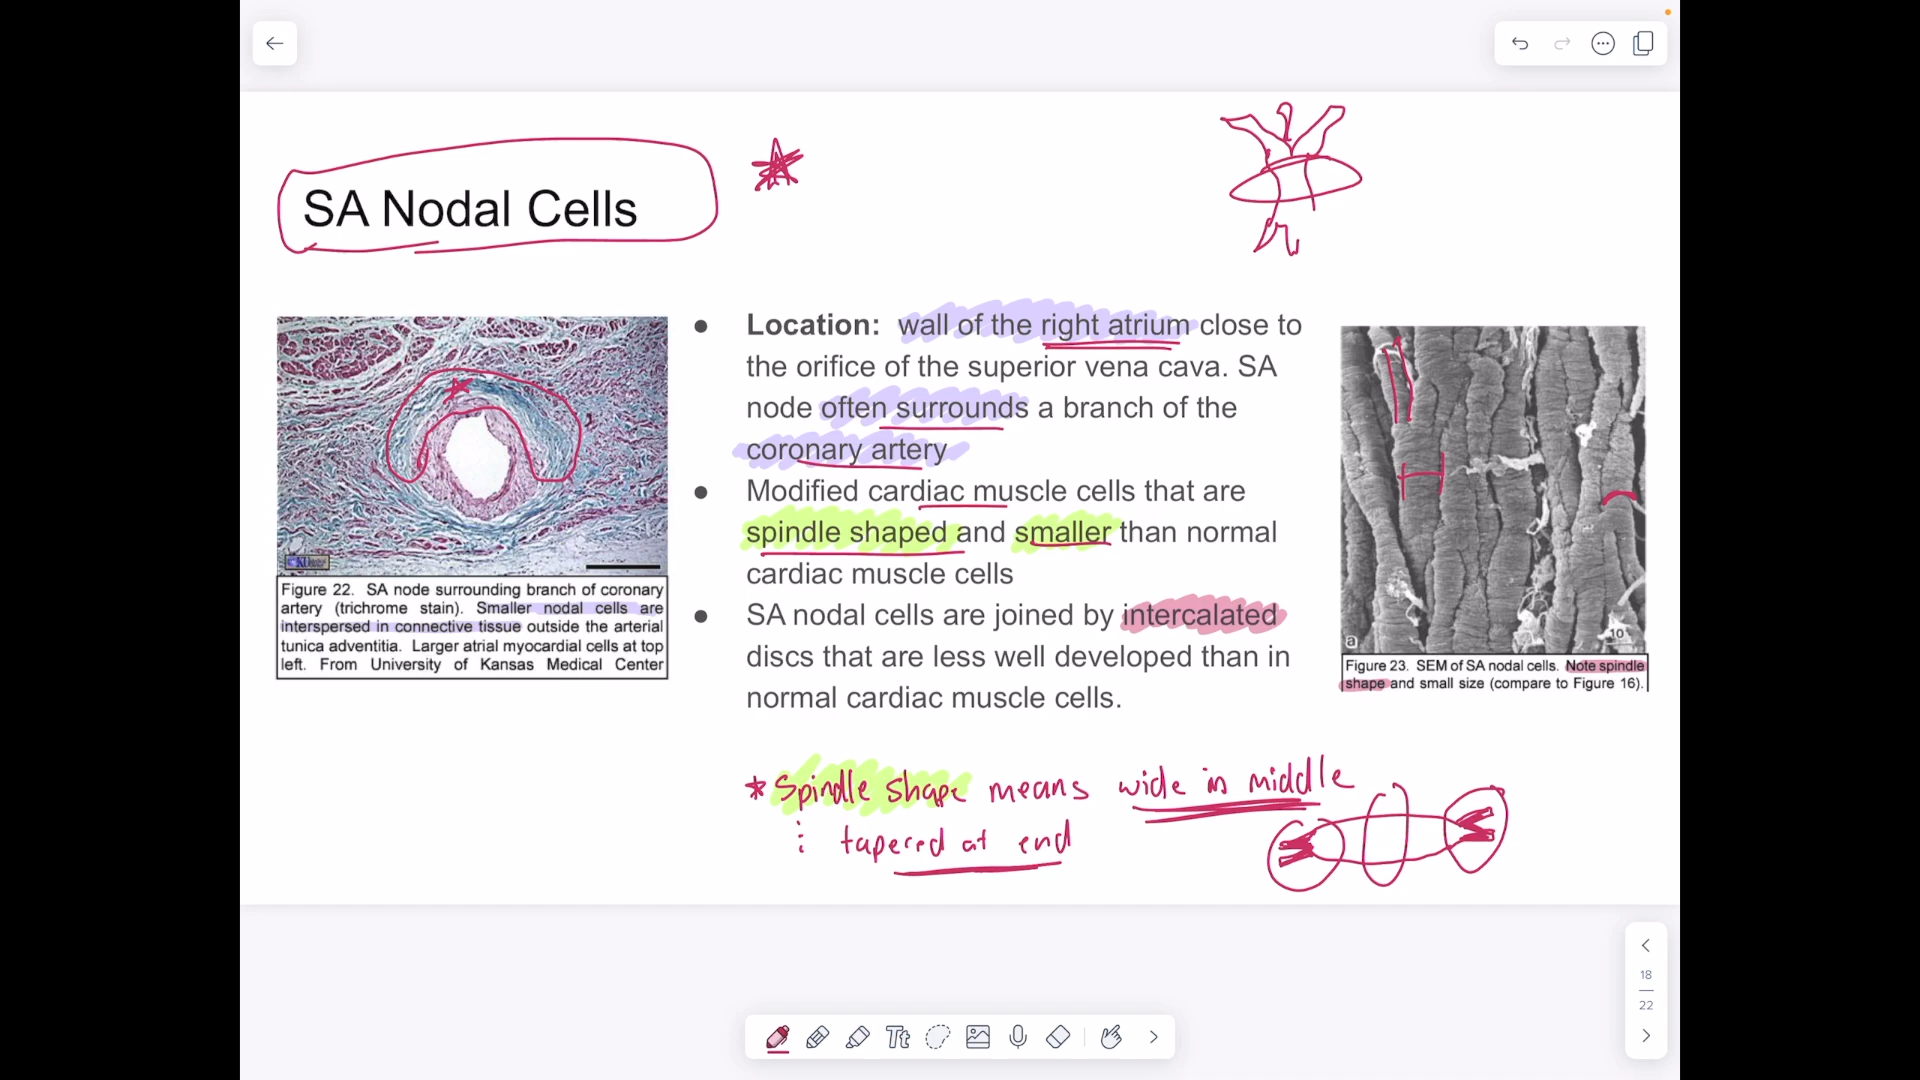 SA Nodal Cells
● Location: wall of the right atrium close to
the orifice of the superior vena cava. SA
node often surrounds a branch of the
coronary artery
● Modified cardiac muscle cells that are
spindle shaped and smaller than normal
cardiac muscle cells
● SA nodal cells are joined by intercalated
discs that are less well developed than in
normal cardiac muscle cells.
Figure 22. SA node surrounding branch of coronary
artery (trichrome stain). Smaller nodal cells are
interspersed in connective tissue outside the arterial
tunica adventitia. Larger atrial myocardial cells at top
left. From University of Kansas Medical Center
a
10
Figure 23. SEM of SA nodal cells. Note spindle
shape and small size (compare to Figure 16).
* Spindle shape means wide in middle
tapered at end
18
22
Tt